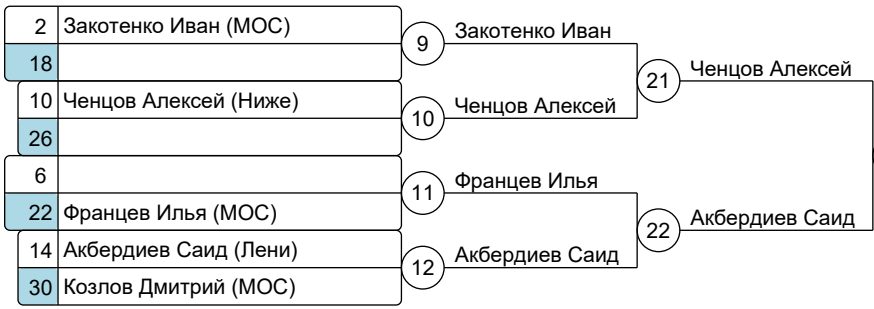 2 Закотенко Иван (МОС)
18
9 Закотенко Иван
10 Ченцов Алексей (Ниже)
26
10 Ченцов Алексей
21 Ченцов Алексей
6
22 Францев Илья (МОС)
11 Францев Илья
14 Акбердиев Саид (Лени)
30 Козлов Дмитрий (МОС)
12 Акбердиев Саид
22 Акбердиев Саид